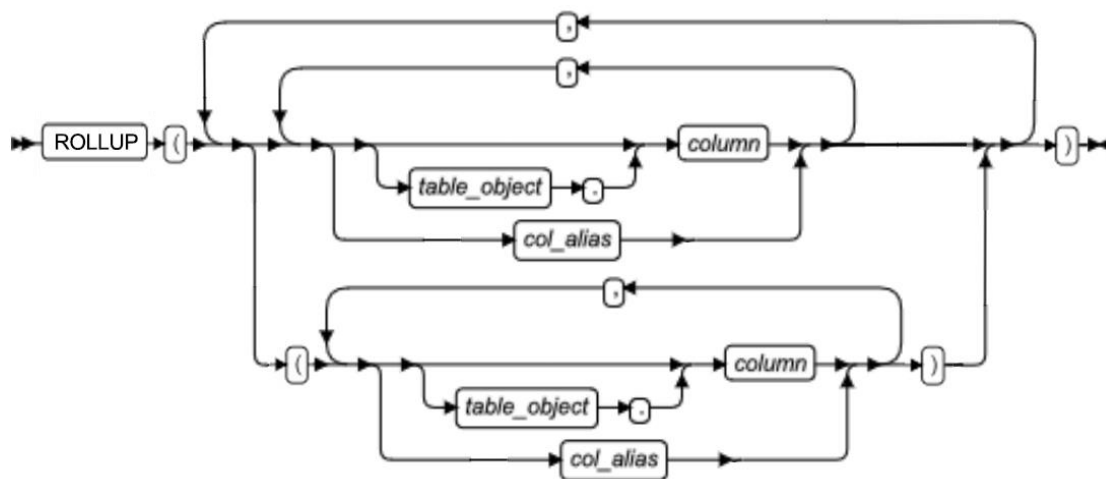 ,
,
ROLLUP ( column )
table_object .
col_alias
,
( column )
table_object .
col_alias